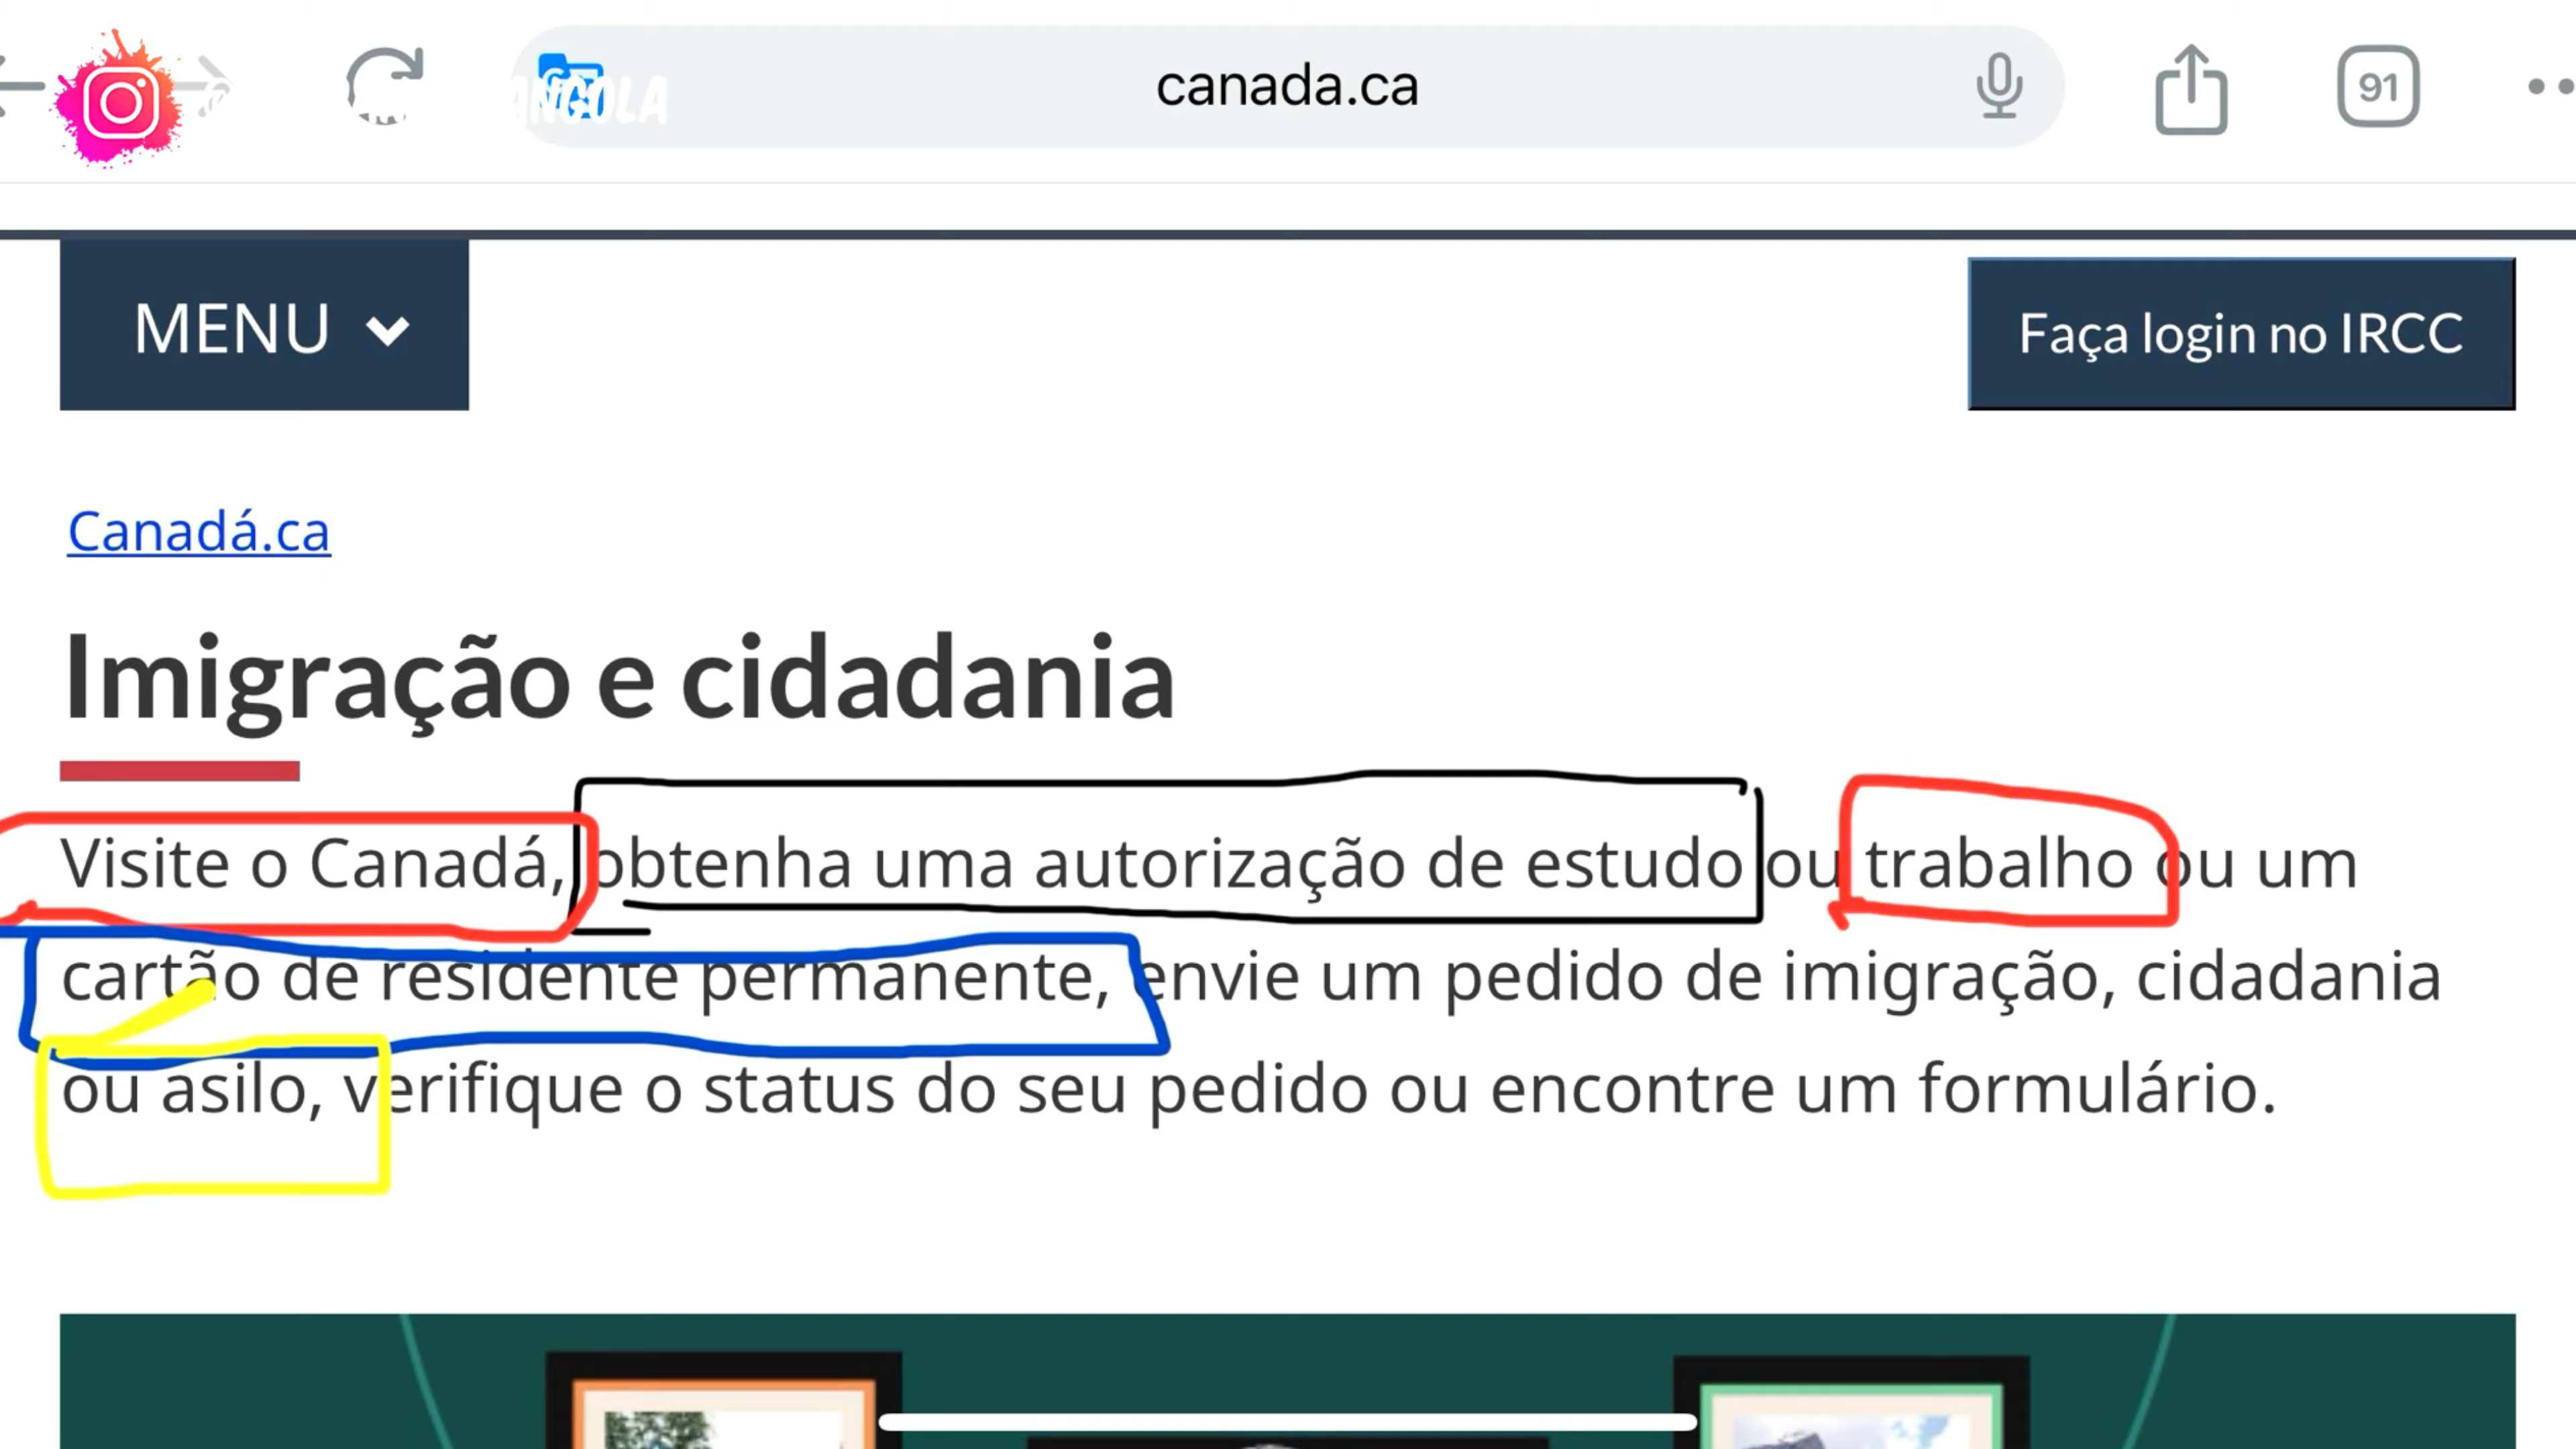 ANGOLA
canada.ca
91
MENU
Faça login no IRCC
Canadá.ca
Imigração e cidadania
Visite o Canadá, obtenha uma autorização de estudo ou trabalho ou um
cartão de residente permanente, envie um pedido de imigração, cidadania
ou asilo, verifique o status do seu pedido ou encontre um formulário.